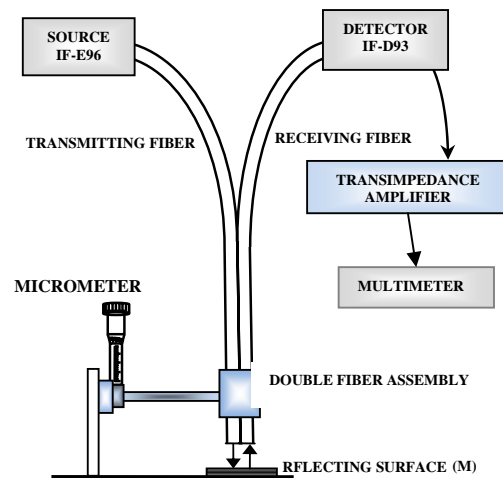 SOURCE
IF-E96
DETECTOR
IF-D93
TRANSMITTING FIBER
RECEIVING FIBER
TRANSIMPEDANCE
AMPLIFIER
MULTIMETER
MICROMETER
DOUBLE FIBER ASSEMBLY
RFLECTING SURFACE (M)